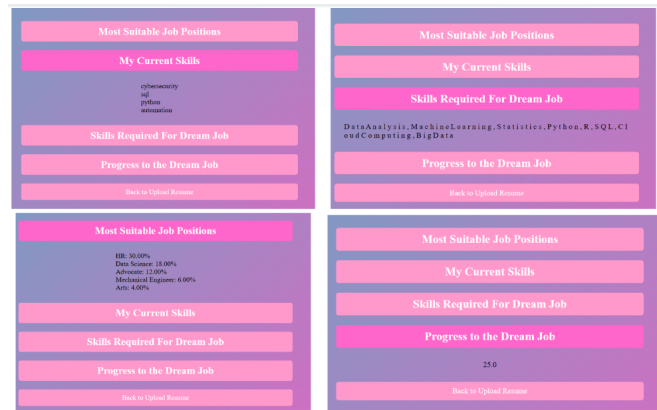 Most Suitable Job Positions
My Current Skills
cybersecurity
sql
python
automation
Skills Required For Dream Job
Progress to the Dream Job
Back to Upload Resume
Most Suitable Job Positions
My Current Skills
Skills Required For Dream Job
DataAnalysis,MachineLearning,Statistics,Python,R,SQL,Cl
oudComputing,BigData
Progress to the Dream Job
Back to Upload Resume
Most Suitable Job Positions
HR: 30.00%
Data Science: 18.00%
Advocate: 12.00%
Mechanical Engineer: 6.00%
Arts: 4.00%
My Current Skills
Skills Required For Dream Job
Progress to the Dream Job
Back to Upload Resume
Most Suitable Job Positions
My Current Skills
Skills Required For Dream Job
Progress to the Dream Job
25.0
Back to Upload Resume